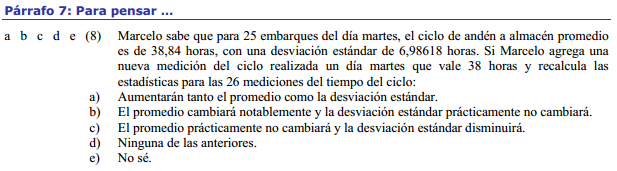 Párrafo 7: Para pensar ...
a b c d e (8) Marcelo sabe que para 25 embarques del día martes, el ciclo de andén a almacén promedio
es de 38,84 horas, con una desviación estándar de 6,98618 horas. Si Marcelo agrega una
nueva medición del ciclo realizada un día martes que vale 38 horas y recalcula las
estadísticas para las 26 mediciones del tiempo del ciclo:
a) Aumentarán tanto el promedio como la desviación estándar.
b) El promedio cambiará notablemente y la desviación estándar prácticamente no cambiará.
c) El promedio prácticamente no cambiará y la desviación estándar disminuirá.
d) Ninguna de las anteriores.
e) No sé.